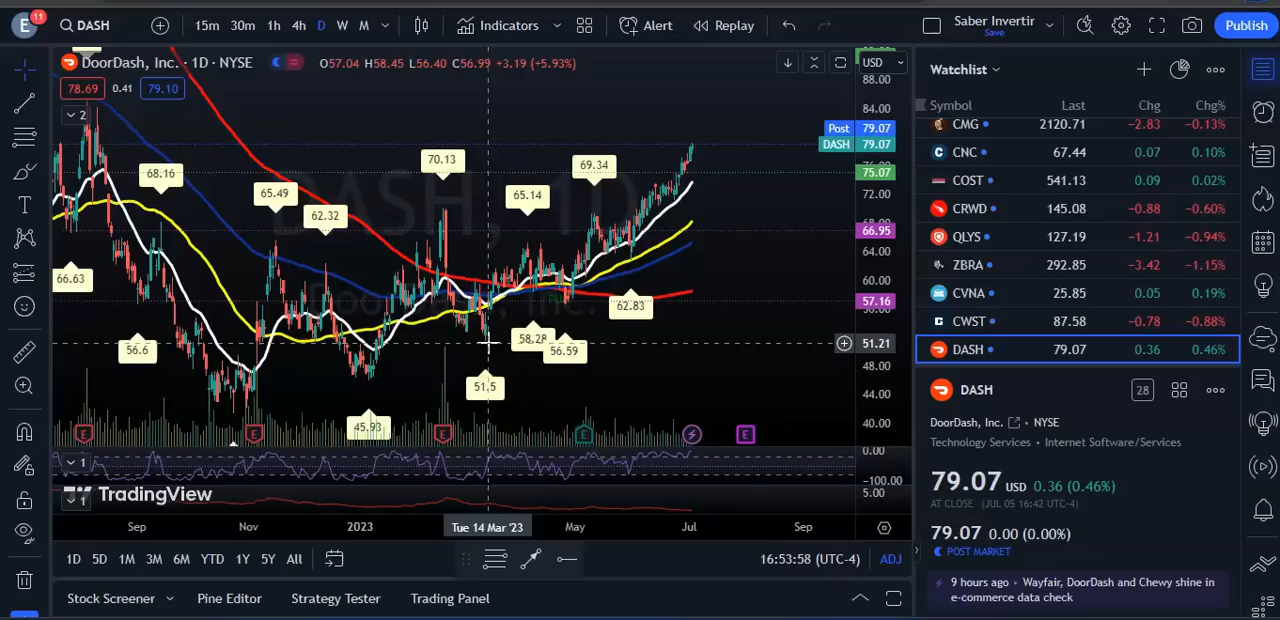 E 11 DASH 15m 30m 1h 4h D W M Indicators Alert Replay Saber Invertir Save Publish
DoorDash, Inc. · 1D · NYSE O57.04 H58.45 L56.40 C56.99 +3.19 (+5.93%) USD
78.69 0.41 79.10
2
88.00
84.00
Post 79.07
DASH 79.07
75.07
72.00
68.00
66.95
64.00
60.00
57.16
56.00
51.21
48.00
44.00
40.00
0.00
-100.00
5.00
68.16
65.49
62.32
70.13
65.14
69.34
66.63
56.6
45.93
51.5
58.28
56.59
62.83
DASH, 1D
DoorDash, Inc.
E E E E E
1
1
TradingView
Sep Nov 2023 Tue 14 Mar '23 May Jul Sep
1D 5D 1M 3M 6M YTD 1Y 5Y All 16:53:58 (UTC-4) ADJ
Stock Screener Pine Editor Strategy Tester Trading Panel
Watchlist
Symbol Last Chg Chg%
CMG 2120.71 −2.83 −0.13%
CNC 67.44 0.07 0.10%
COST 541.13 0.09 0.02%
CRWD 145.08 −0.88 −0.60%
QLYS 127.19 −1.21 −0.94%
ZBRA 292.85 −3.42 −1.15%
CVNA 25.85 0.05 0.19%
CWST 87.58 −0.78 −0.88%
DASH 79.07 0.36 0.46%
DASH 28
DoorDash, Inc. • NYSE
Technology Services • Internet Software/Services
79.07 USD 0.36 (0.46%)
AT CLOSE (JUL 05 16:42 UTC-4)
79.07 0.00 (0.00%)
POST MARKET
9 hours ago • Wayfair, DoorDash and Chewy shine in
e-commerce data check